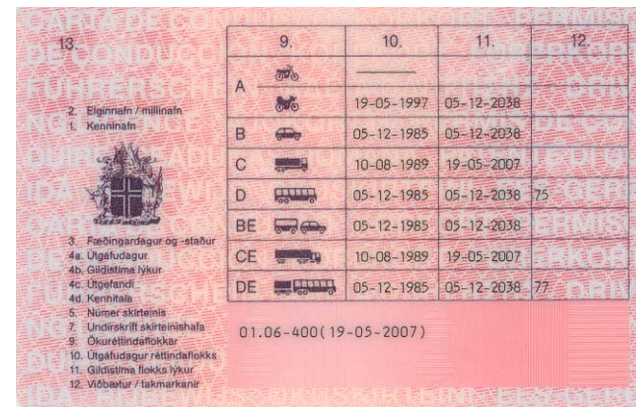 13.
2. Eiginnafn / millinafn
1. Kenninafn
3. Fæðingardagur og -staður
4a. Útgáfudagur
4b. Gildistíma lýkur
4c. Útgefandi
4d. Kennitala
5. Númer skírteinis
7. Undirskrift skírteinishafa
9. Ökuréttindaflokkar
10. Útgáfudagur réttindaflokks
11. Gildistíma flokks lýkur
12. Viðbætur / takmarkanir
9. 10. 11. 12.
A
19-05-1997 05-12-2038
B 05-12-1985 05-12-2038
C 10-08-1989 19-05-2007
D 05-12-1985 05-12-2038 75
BE 05-12-1985 05-12-2038
CE 10-08-1989 19-05-2007
DE 05-12-1985 05-12-2038 77
01.06-400(19-05-2007)